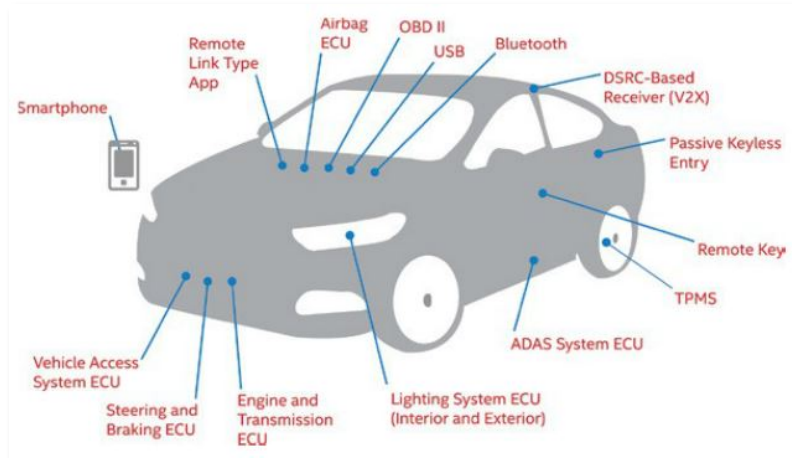 Smartphone
Remote
Link Type
App
Airbag
ECU
OBD II
USB
Bluetooth
DSRC-Based
Receiver (V2X)
Passive Keyless
Entry
Remote Key
TPMS
ADAS System ECU
Lighting System ECU
(Interior and Exterior)
Engine and
Transmission
ECU
Steering and
Braking ECU
Vehicle Access
System ECU